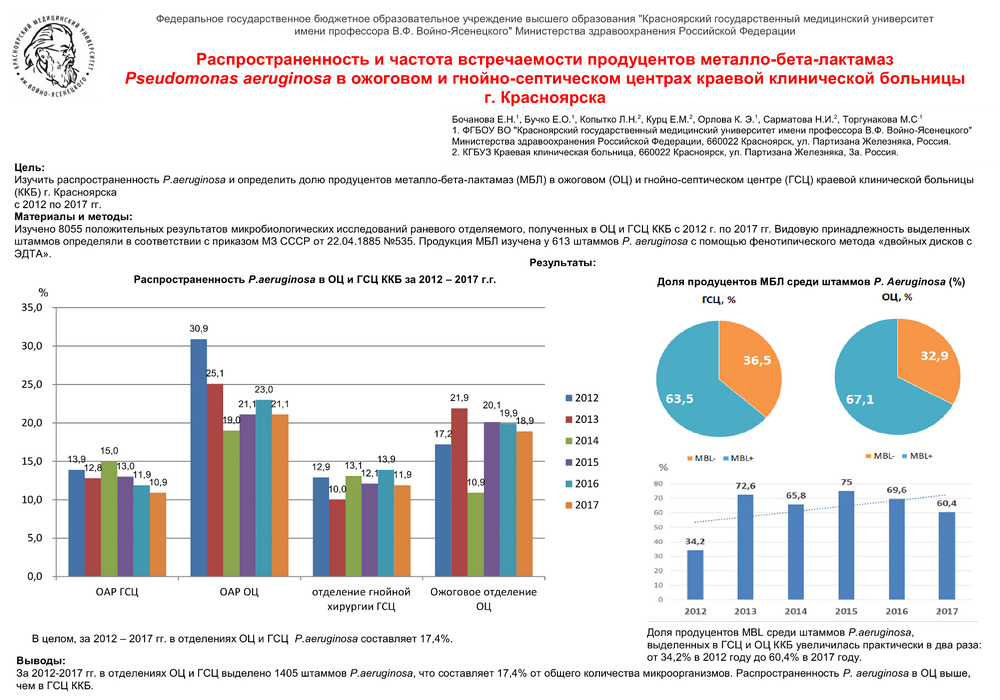 Федеральное государственное бюджетное образовательное учреждение высшего образования "Красноярский государственный медицинский университет
имени профессора В.Ф. Войно-Ясенецкого" Министерства здравоохранения Российской Федерации
КРАСНОЯРСКИЙ МЕДИЦИНСКИЙ УНИВЕРСИТЕТ
ИМ. ВОЙНО-ЯСЕНЕЦКОГО
Распространенность и частота встречаемости продуцентов металло-бета-лактамаз
Pseudomonas aeruginosa в ожоговом и гнойно-септическом центрах краевой клинической больницы
г. Красноярска
Бочанова Е.Н.¹, Бучко Е.О.¹, Копытко Л.Н.², Курц Е.М.², Орлова К. Э.¹, Сарматова Н.И.², Торгунакова М.С¹
1. ФГБОУ ВО "Красноярский государственный медицинский университет имени профессора В.Ф. Войно-Ясенецкого"
Министерства здравоохранения Российской Федерации, 660022 Красноярск, ул. Партизана Железняка, Россия.
2. КГБУЗ Краевая клиническая больница, 660022 Красноярск, ул. Партизана Железняка, 3а. Россия.
Цель:
Изучить распространенность P.aeruginosa и определить долю продуцентов металло-бета-лактамаз (МБЛ) в ожоговом (ОЦ) и гнойно-септическом центре (ГСЦ) краевой клинической больницы
(ККБ) г. Красноярска
с 2012 по 2017 гг.
Материалы и методы:
Изучено 8055 положительных результатов микробиологических исследований раневого отделяемого, полученных в ОЦ и ГСЦ ККБ с 2012 г. по 2017 гг. Видовую принадлежность выделенных
штаммов определяли в соответствии с приказом МЗ СССР от 22.04.1885 №535. Продукция МБЛ изучена у 613 штаммов P. aeruginosa с помощью фенотипического метода «двойных дисков с
ЭДТА».
Результаты:
Распространенность P.aeruginosa в ОЦ и ГСЦ ККБ за 2012 – 2017 г.г.
%
35,0
30,0
25,0
20,0
15,0
10,0
5,0
0,0
13,9
12,8
15,0
13,0
11,9
10,9
30,9
25,1
19,0
21,1
23,0
21,1
12,9
10,0
13,1
12,1
13,9
11,9
17,2
21,9
10,9
20,1
19,9
18,9
ОАР ГСЦ
ОАР ОЦ
отделение гнойной
хирургии ГСЦ
Ожоговое отделение
ОЦ
2012
2013
2014
2015
2016
2017
Доля продуцентов МБЛ среди штаммов P. Aeruginosa (%)
ГСЦ, %
36,5
63,5
MBL- MBL+
ОЦ, %
32,9
67,1
MBL- MBL+
%
80
70
60
50
40
30
20
10
0
34,2
72,6
65,8
75
69,6
60,4
2012 2013 2014 2015 2016 2017
В целом, за 2012 – 2017 гг. в отделениях ОЦ и ГСЦ P.aeruginosa составляет 17,4%.
Доля продуцентов MBL среди штаммов P.aeruginosa,
выделенных в ГСЦ и ОЦ ККБ увеличилась практически в два раза:
от 34,2% в 2012 году до 60,4% в 2017 году.
Выводы:
За 2012-2017 гг. в отделениях ОЦ и ГСЦ выделено 1405 штаммов P.aeruginosa, что составляет 17,4% от общего количества микроорганизмов. Распространенность P. aeruginosa в ОЦ выше,
чем в ГСЦ ККБ.